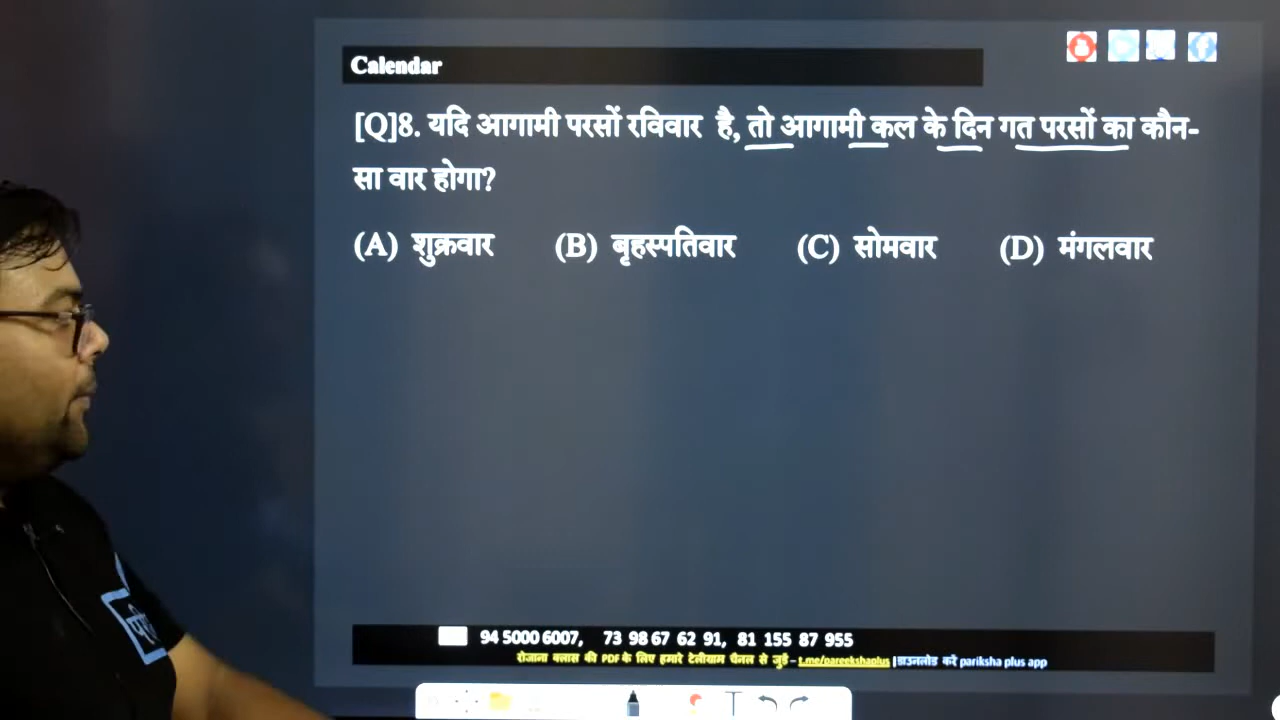 Calendar
[Q]8. यदि आगामी परसों रविवार है, तो आगामी कल के दिन गत परसों का कौन-
सा वार होगा?
(A) शुक्रवार (B) बृहस्पतिवार (C) सोमवार (D) मंगलवार
94 5000 6007, 73 98 67 62 91, 81 155 87 955
रोजाना क्लास की PDF के लिए हमारे टेलीग्राम चैनल से जुड़ें – t.me/pareekshaplus | डाउनलोड करें pariksha plus app